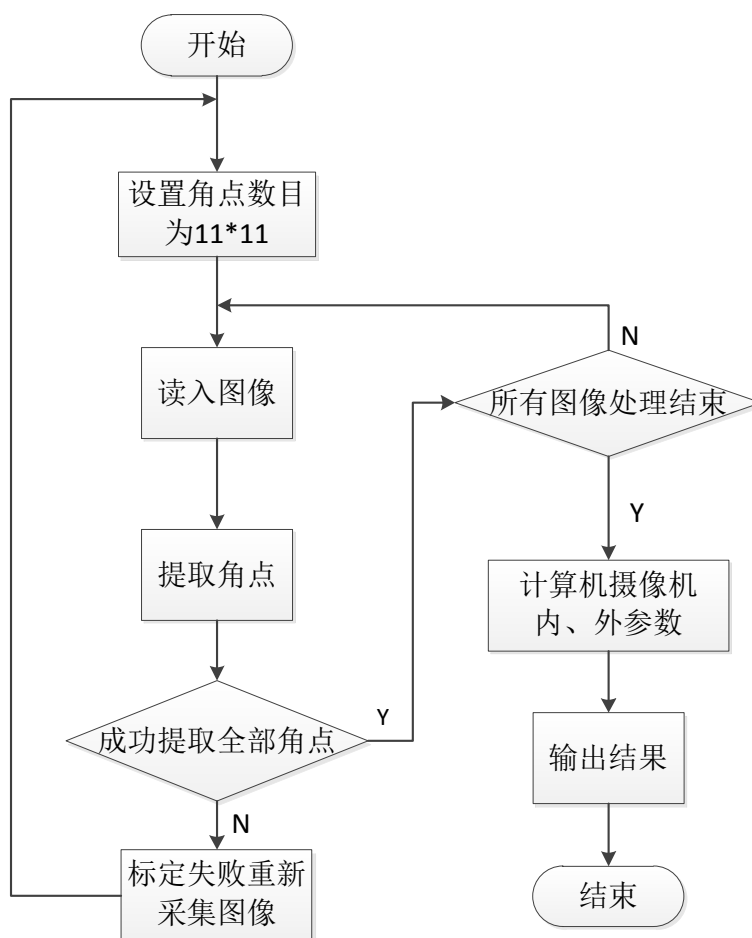 开始
设置角点数目
为11*11
读入图像
提取角点
成功提取全部角点
Y
N
标定失败重新
采集图像
N
所有图像处理结束
Y
计算机摄像机
内、外参数
输出结果
结束